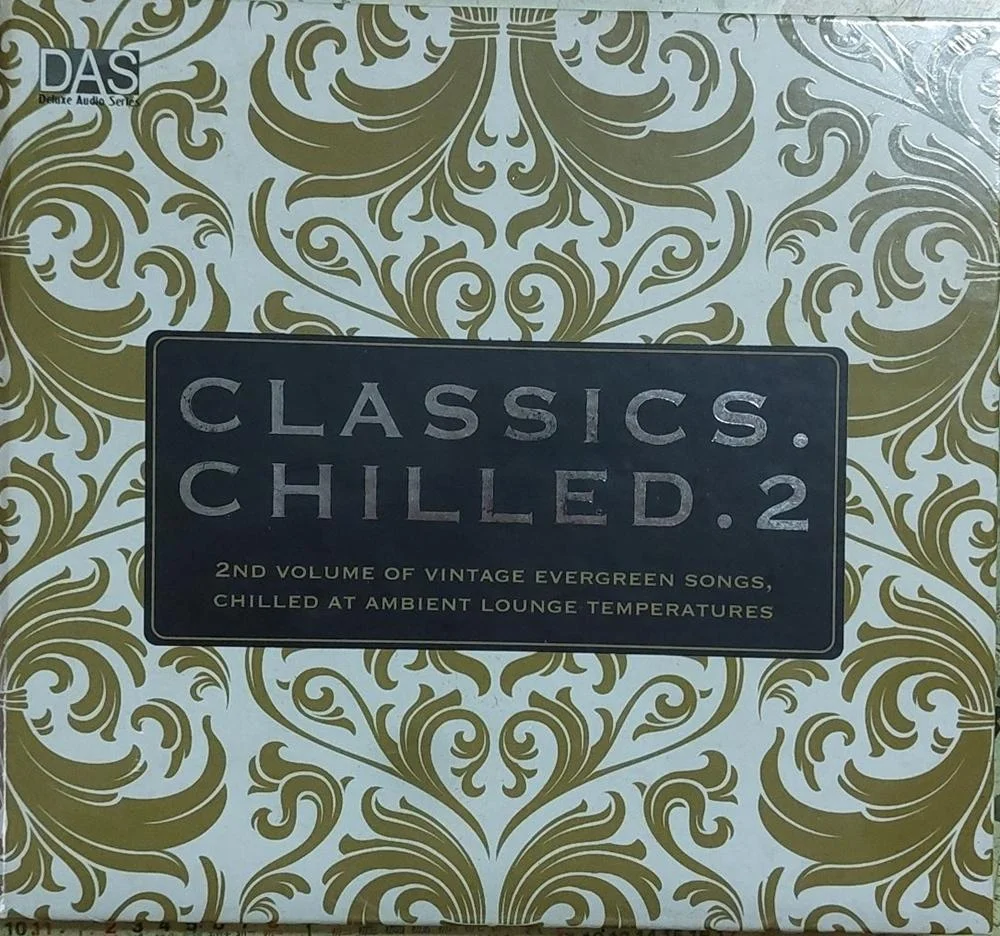 DAS
Deluxe Audio Series
CLASSICS.
CHILLED.2
2ND VOLUME OF VINTAGE EVERGREEN SONGS,
CHILLED AT AMBIENT LOUNGE TEMPERATURES